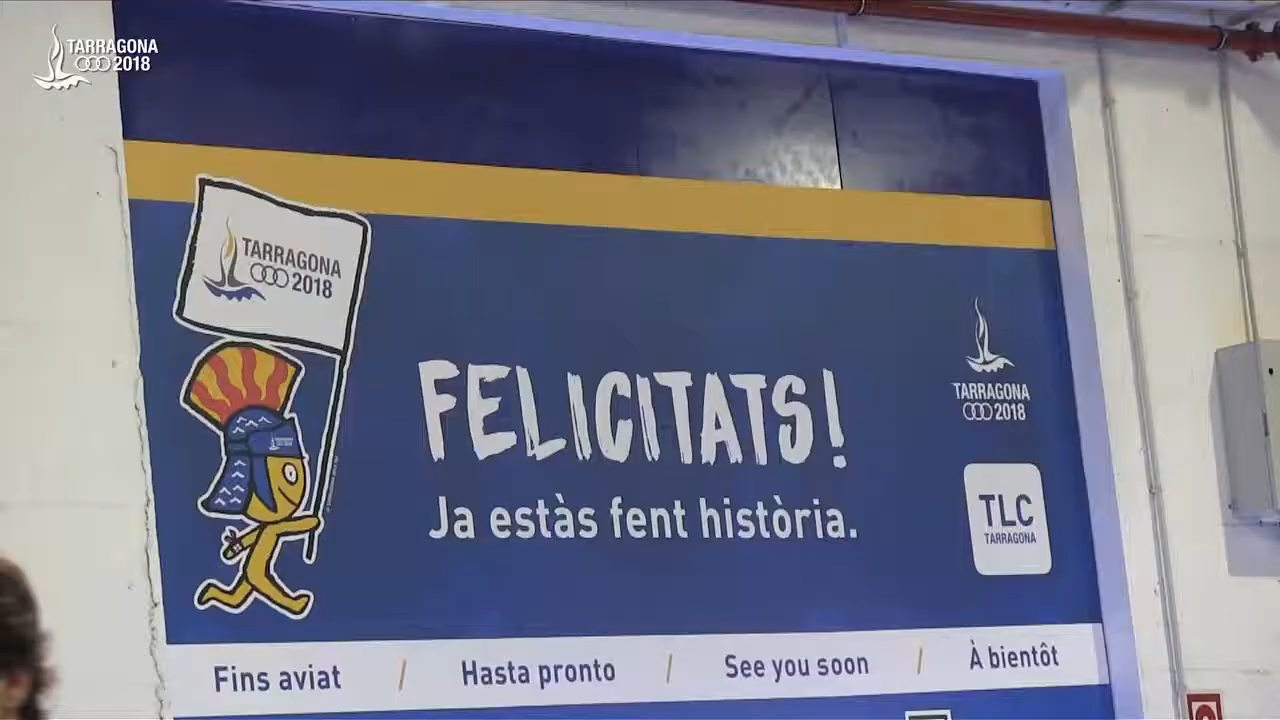 TARRAGONA
2018
TARRAGONA
2018
FELICITATS!
Ja estàs fent història.
TARRAGONA
2018
TLC
TARRAGONA
Fins aviat / Hasta pronto / See you soon / À bientôt